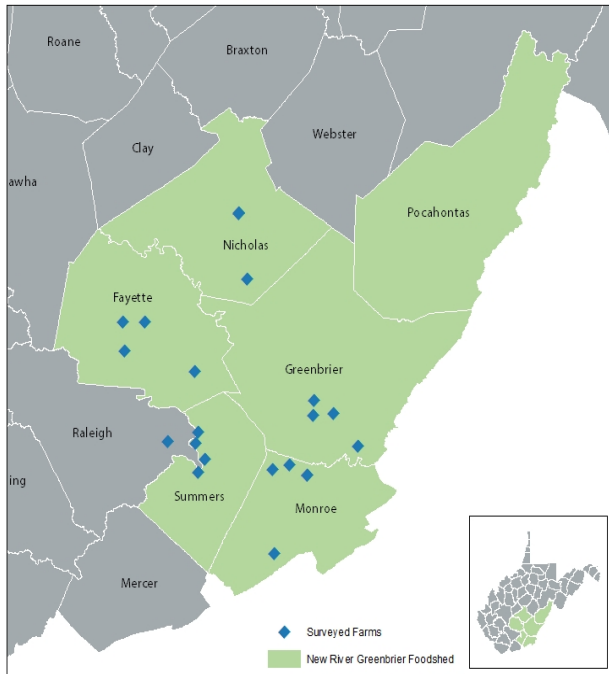 Roane
Braxton
Clay
Webster
awha
Pocahontas
Nicholas
Fayette
Greenbrier
Raleigh
ing
Summers
Monroe
Mercer
Surveyed Farms
New River Greenbrier Foodshed